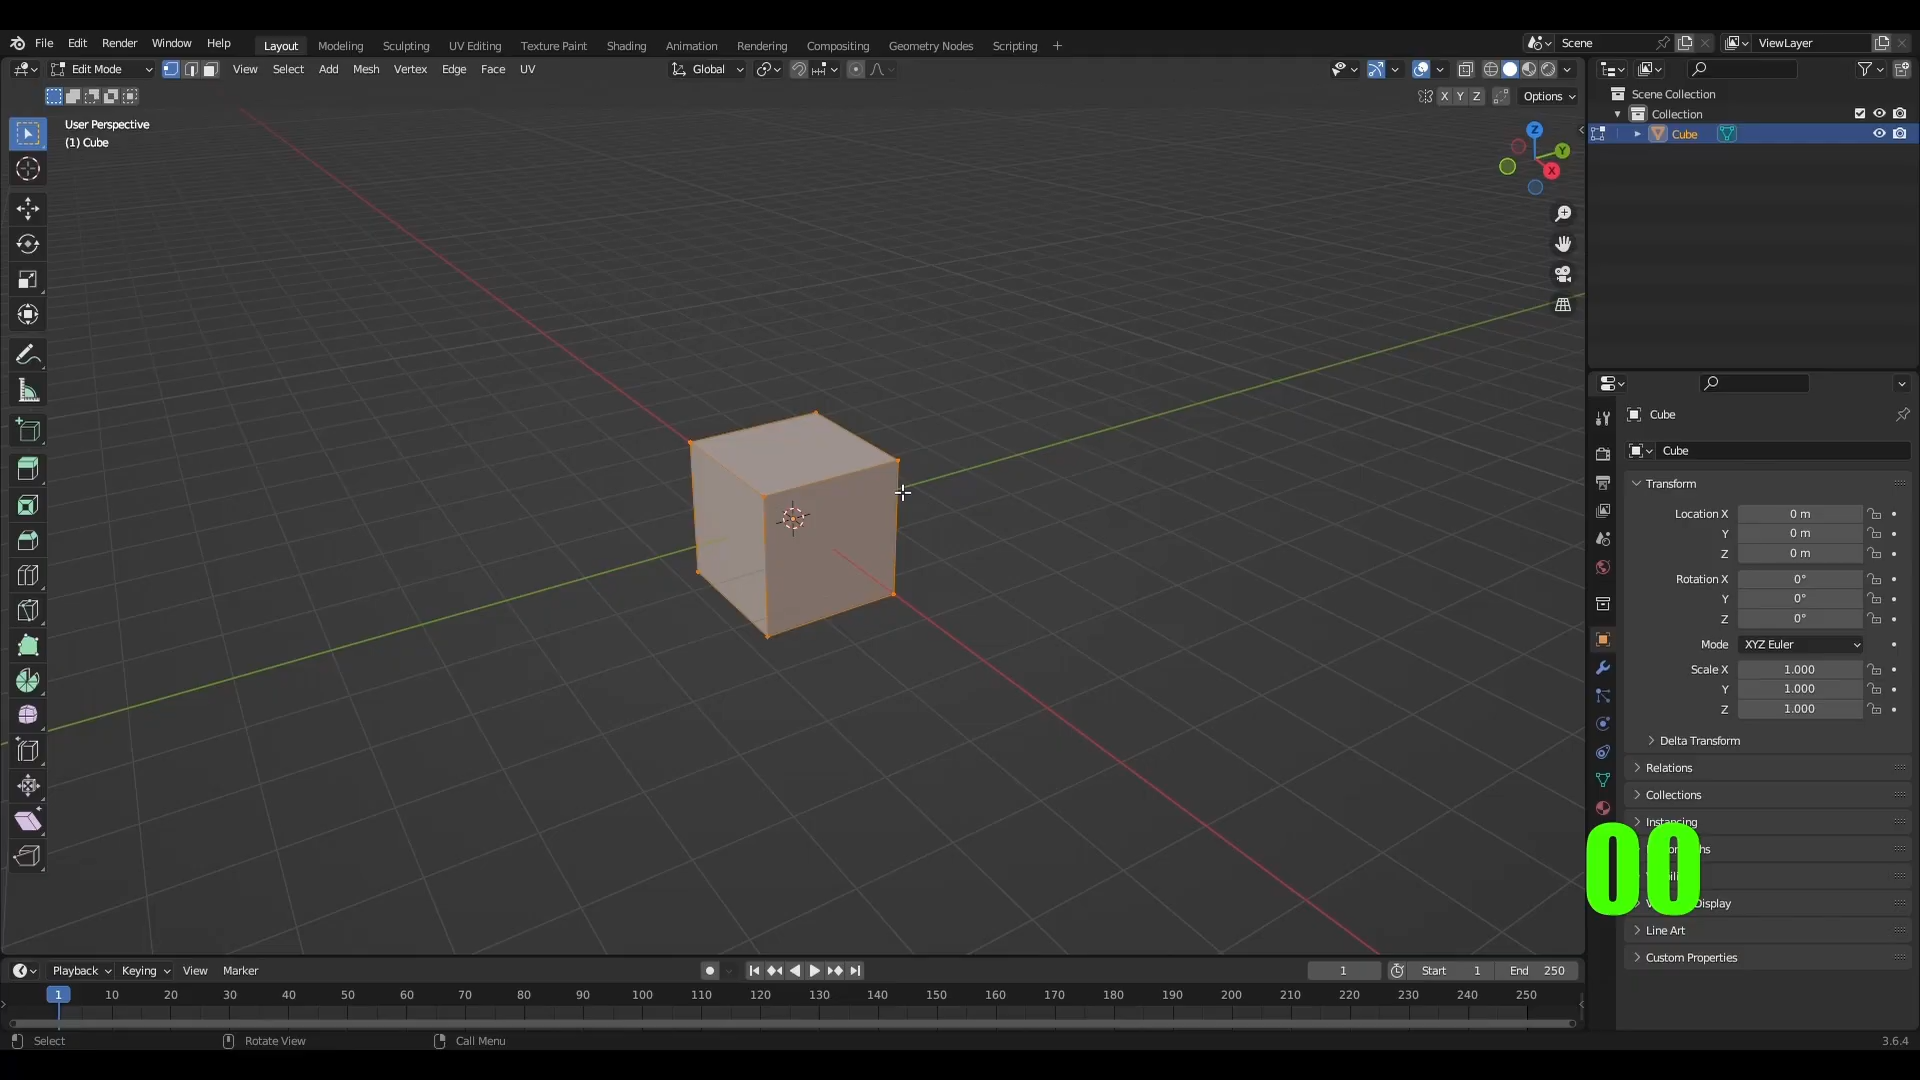 File Edit Render Window Help Layout Modeling Sculpting UV Editing Texture Paint Shading Animation Rendering Compositing Geometry Nodes Scripting + Scene ViewLayer
Edit Mode View Select Add Mesh Vertex Edge Face UV Global
X Y Z Options
User Perspective
(1) Cube
Z
Y
X
Scene Collection
Collection
Cube
Cube
Cube
Transform
Location X 0 m
Y 0 m
Z 0 m
Rotation X 0°
Y 0°
Z 0°
Mode XYZ Euler
Scale X 1.000
Y 1.000
Z 1.000
Delta Transform
Relations
Collections
Instancing
00
Display
Line Art
Custom Properties
Playback Keying View Marker 1 Start 1 End 250
1 10 20 30 40 50 60 70 80 90 100 110 120 130 140 150 160 170 180 190 200 210 220 230 240 250
Select Rotate View Call Menu 3.6.4